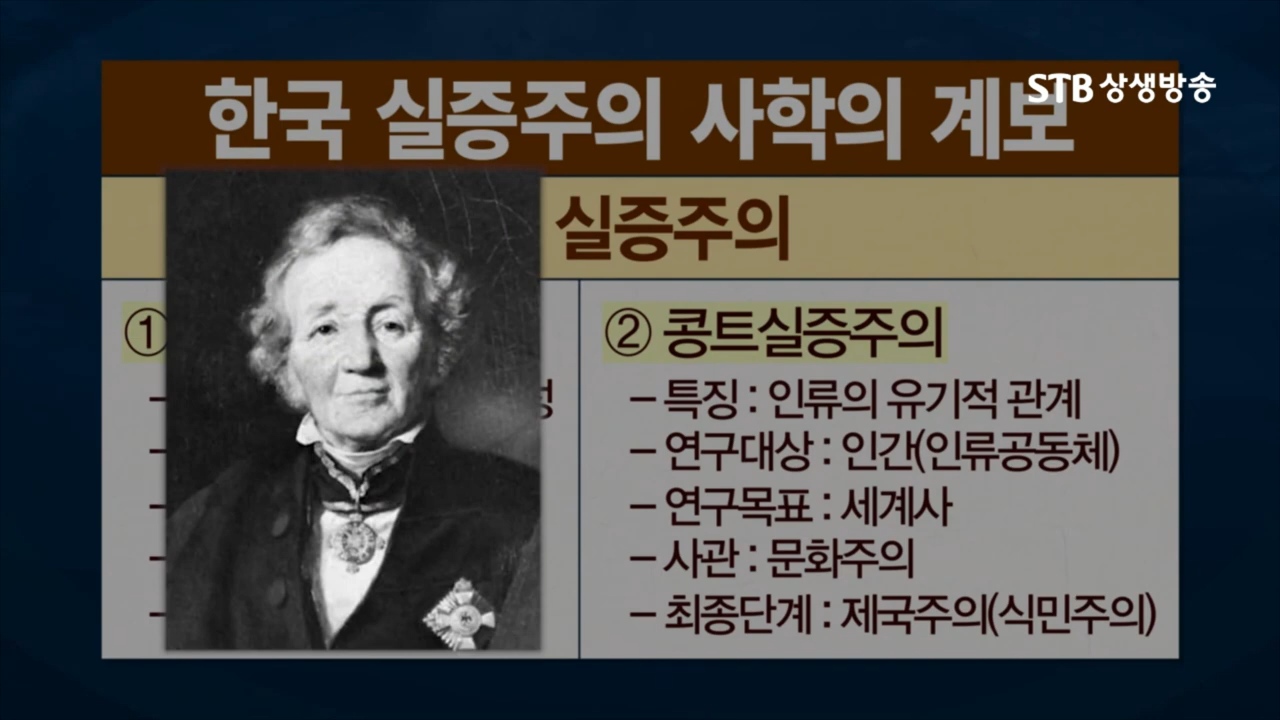 한국 실증주의 사학의 계보
STB 상생방송
실증주의
①
② 콩트실증주의
– 특징 : 인류의 유기적 관계
– 연구대상 : 인간(인류공동체)
– 연구목표 : 세계사
– 사관 : 문화주의
– 최종단계 : 제국주의(식민주의)